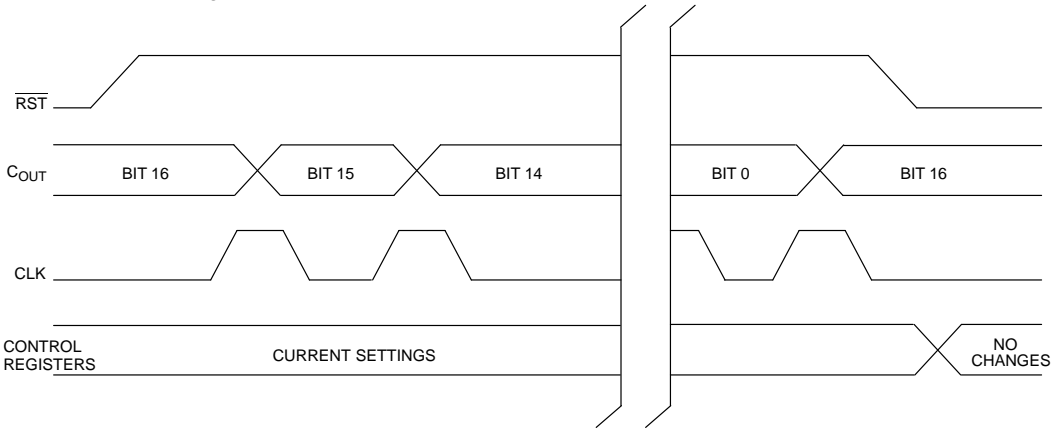 RST
COUT
BIT 16
BIT 15
BIT 14
BIT 0
BIT 16
CLK
CONTROL
REGISTERS
CURRENT SETTINGS
NO
CHANGES